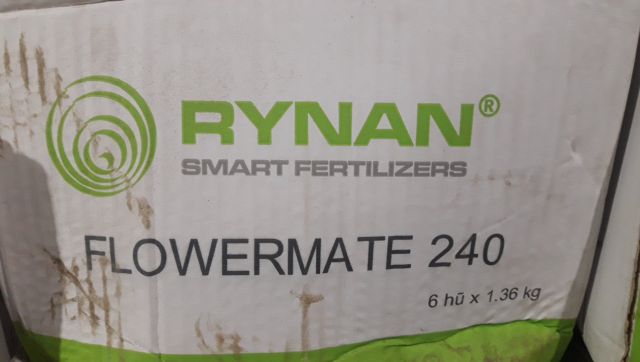 RYNAN®
SMART FERTILIZERS
FLOWERMATE 240
6 hũ x 1.36 kg